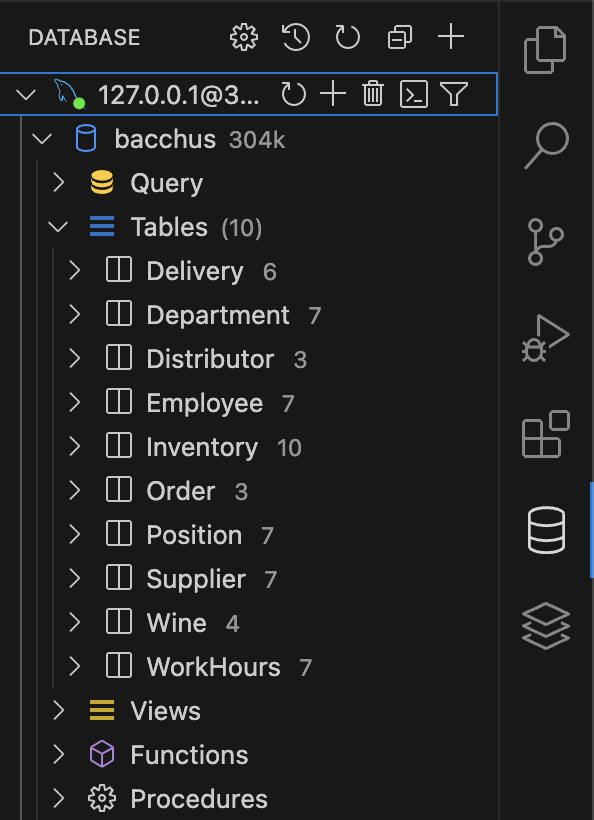 DATABASE
127.0.0.1@3...
bacchus 304k
Query
Tables (10)
Delivery 6
Department 7
Distributor 3
Employee 7
Inventory 10
Order 3
Position 7
Supplier 7
Wine 4
WorkHours 7
Views
Functions
Procedures